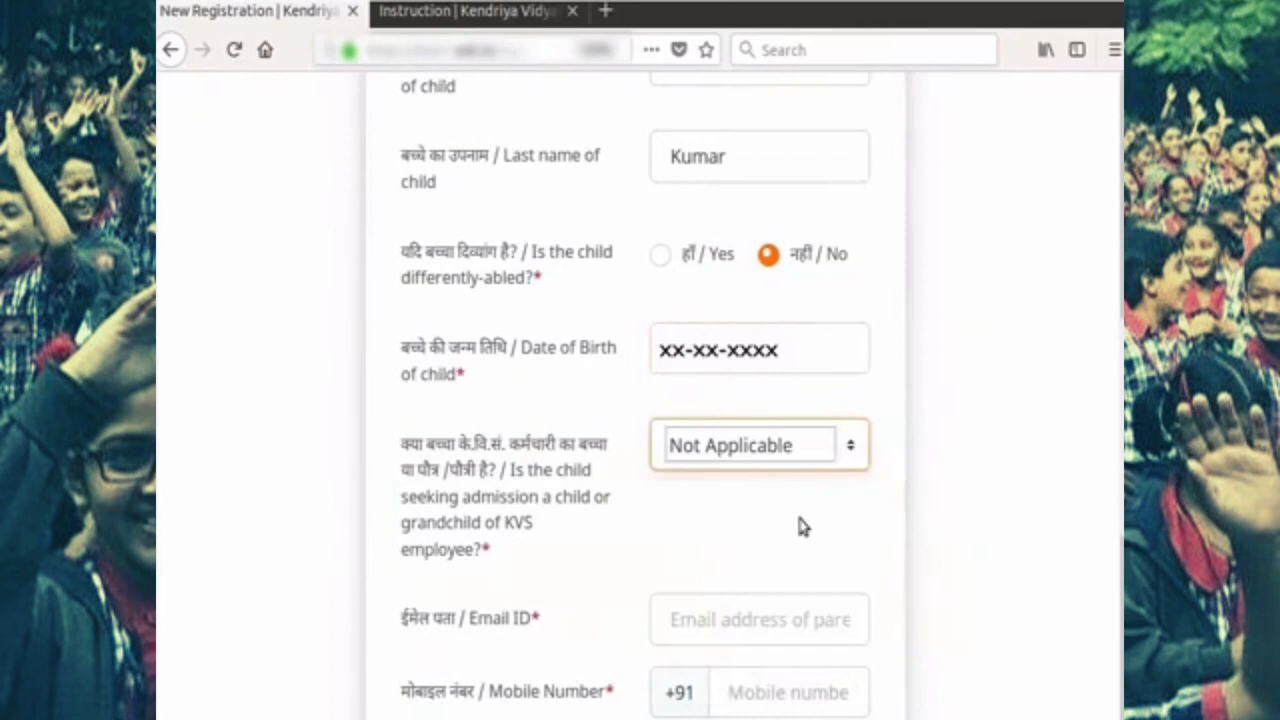 New Registration | Kendriya
Instruction | Kendriya Vidya
Search
of child
बच्चे का उपनाम / Last name of
child
Kumar
यदि बच्चा दिव्यांग है? / Is the child
differently-abled?*
हाँ / Yes
नहीं / No
बच्चे की जन्म तिथि / Date of Birth
of child*
xx-xx-xxxx
क्या बच्चा के.वि.सं. कर्मचारी का बच्चा
या पौत्र /पौत्री है? / Is the child
seeking admission a child or
grandchild of KVS
employee?*
Not Applicable
ईमेल पता / Email ID*
Email address of pare
मोबाइल नंबर / Mobile Number*
+91
Mobile numbe